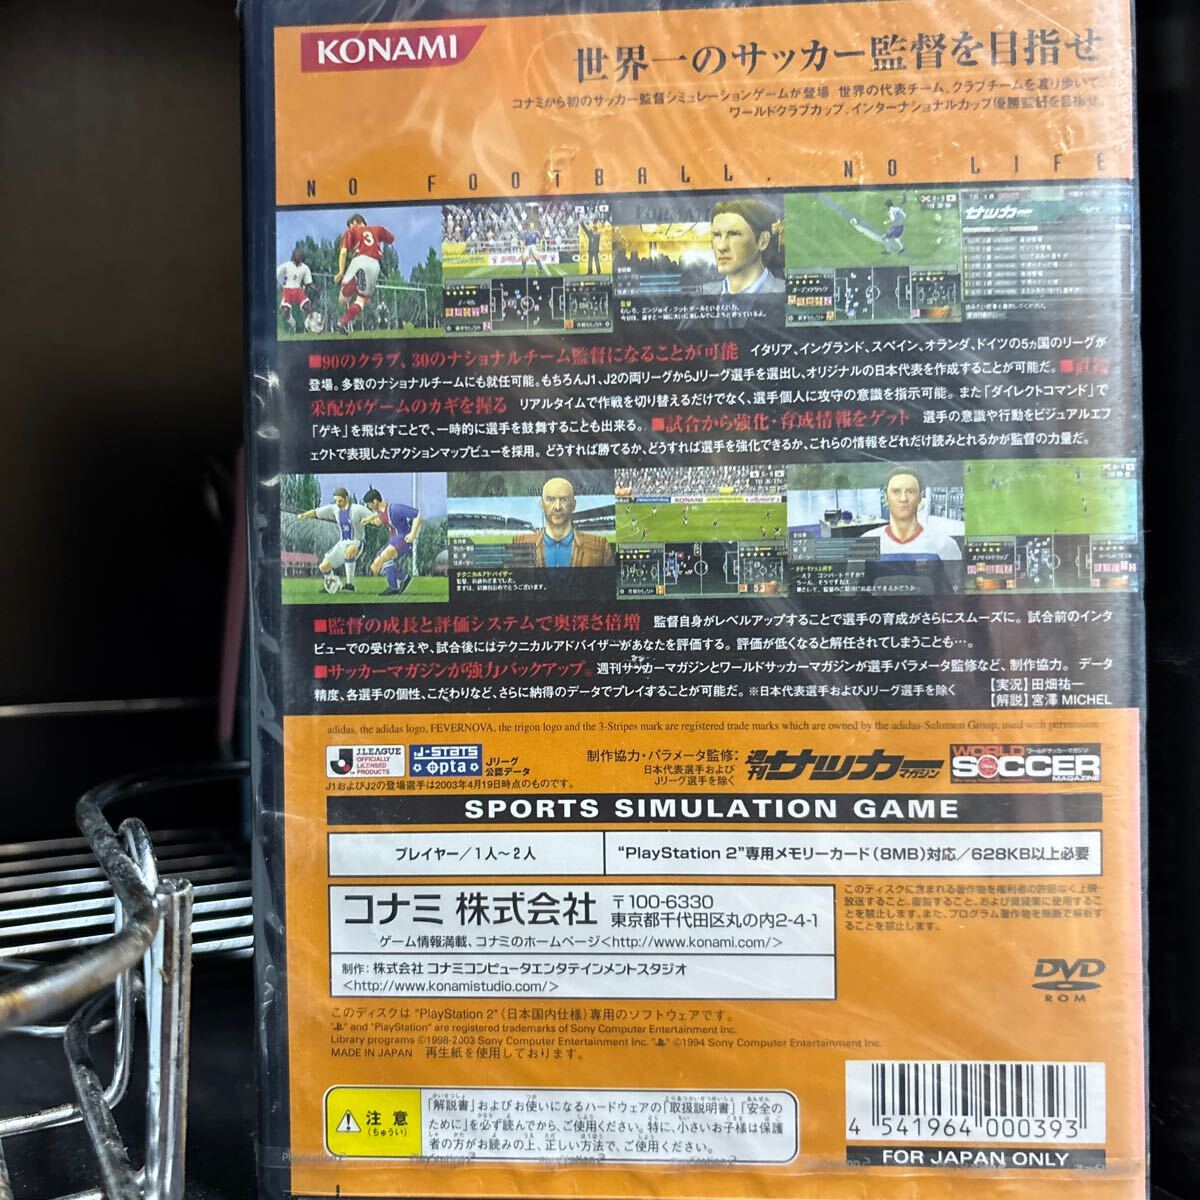 KONAMI
世界一のサッカー監督を目指せ
コナミから初のサッカー監督シミュレーションゲームが登場。世界の代表チーム、クラブチームを渡り歩いて、
ワールドクラブカップ、インターナショナルカップ優勝監督を目指せ。
NO FOOTBALL, NO LIFE
■90のクラブ、30のナショナルチーム監督になることが可能 イタリア、イングランド、スペイン、オランダ、ドイツの5ヵ国のリーグが
登場。多数のナショナルチームにも就任可能。もちろんJ1、J2の両リーグからJリーグ選手を選出し、オリジナルの日本代表を作成することが可能だ。■直接
采配がゲームのカギを握る リアルタイムで作戦を切り替えるだけでなく、選手個人に攻守の意識を指示可能。また「ダイレクトコマンド」で
「ゲキ」を飛ばすことで、一時的に選手を鼓舞することも出来る。■試合から強化・育成情報をゲット 選手の意識や行動をビジュアルエフ
ェクトで表現したアクションマップビューを採用。どうすれば勝てるか、どうすれば選手を強化できるか、これらの情報をどれだけ読みとれるかが監督の力量だ。
テクニカルアドバイザー
■監督の成長と評価システムで奥深さ倍増 監督自身がレベルアップすることで選手の育成がさらにスムーズに。試合前のインタ
ビューでの受け答えや、試合後にはテクニカルアドバイザーがあなたを評価する。評価が低くなると解任されてしまうことも…。
■サッカーマガジンが強力バックアップ※ 週刊サッカーマガジンとワールドサッカーマガジンが選手パラメータ監修など、制作協力。データ
精度、各選手の個性、こだわりなど、さらに納得のデータでプレイすることが可能だ。※日本代表選手およびJリーグ選手を除く
【実況】田畑祐一
【解説】宮澤 MICHEL
adidas, the adidas logo, FEVERNOVA, the trigon logo and the 3-Stripes mark are registered trade marks which are owned by the adidas-Salomon Group, used with permission.
J.LEAGUE
OFFICIALLY
LICENSED
PRODUCTS
J-STATS
opta
Jリーグ
公認データ
J1およびJ2の登場選手は2003年4月19日時点のものです。
制作協力・パラメータ監修:
日本代表選手および
Jリーグ選手を除く
週刊サッカーマガジン
WORLD
ワールドサッカーマガジン
SOCCER
MAGAZINE
SPORTS SIMULATION GAME
プレイヤー/1人~2人
“PlayStation 2”専用メモリーカード(8MB)対応/628KB以上必要
コナミ 株式会社
〒100-6330
東京都千代田区丸の内2-4-1
ゲーム情報満載、コナミのホームページ<http://www.konami.com/>
制作:株式会社 コナミコンピュータエンタテインメントスタジオ
<http://www.konamistudio.com/>
このディスクに含まれる著作物を権利者の許諾なく上映・
放送すること、複製すること、および賃貸業に使用するこ
とを禁止します。また、プログラム著作物を無断で解析す
ることを禁止します。
DVD
ROM
このディスクは “PlayStation 2”(日本国内仕様)専用のソフトウェアです。
and "PlayStation" are registered trademarks of Sony Computer Entertainment Inc.
Library programs ©1998-2003 Sony Computer Entertainment Inc. ©1994 Sony Computer Entertainment Inc.
MADE IN JAPAN 再生紙を使用しております。
注意
(ちゅうい)
「解説書」およびお使いになるハードウェアの「取扱説明書」「安全の
ために」を必ず読んでから、ご使用ください。特に、小さいお子様は保護
者の方がお読みの上、正しい方法で、ご使用ください。
4 541964 000393
FOR JAPAN ONLY